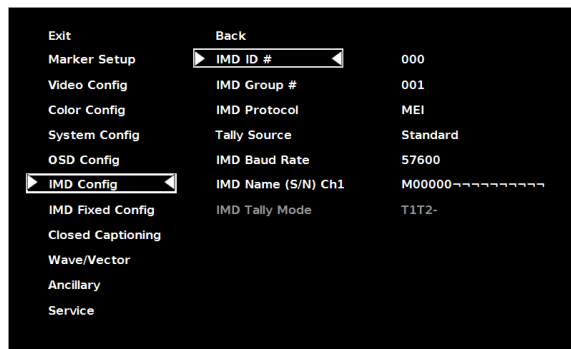 Exit Back
Marker Setup IMD ID # 000
Video Config IMD Group # 001
Color Config IMD Protocol MEI
System Config Tally Source Standard
OSD Config IMD Baud Rate 57600
IMD Config IMD Name (S/N) Ch1 M00000¬¬¬¬¬¬¬¬¬¬
IMD Fixed Config IMD Tally Mode T1T2-
Closed Captioning
Wave/Vector
Ancillary
Service